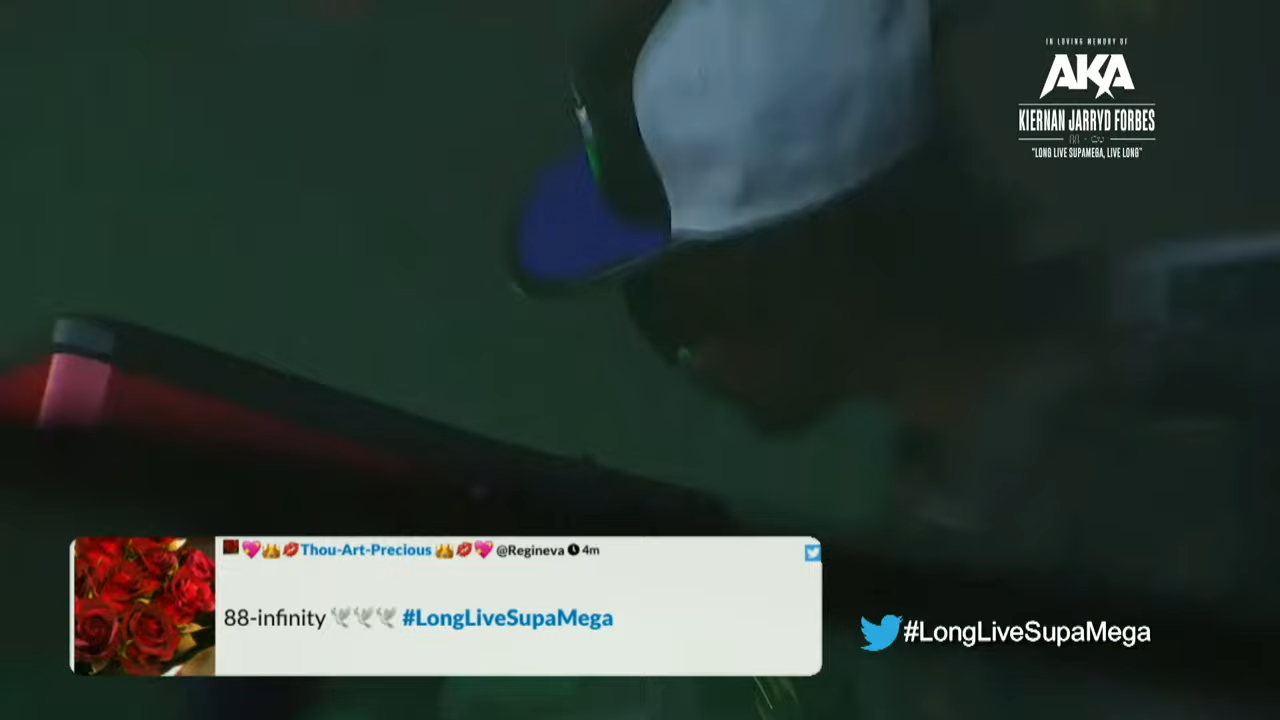 IN LOVING MEMORY OF
AKA
KIERNAN JARRYD FORBES
"LONG LIVE SUPAMEGA, LIVE LONG"
Thou-Art-Precious @Regineva 4m
88-infinity 🕊🕊🕊 #LongLiveSupaMega
#LongLiveSupaMega